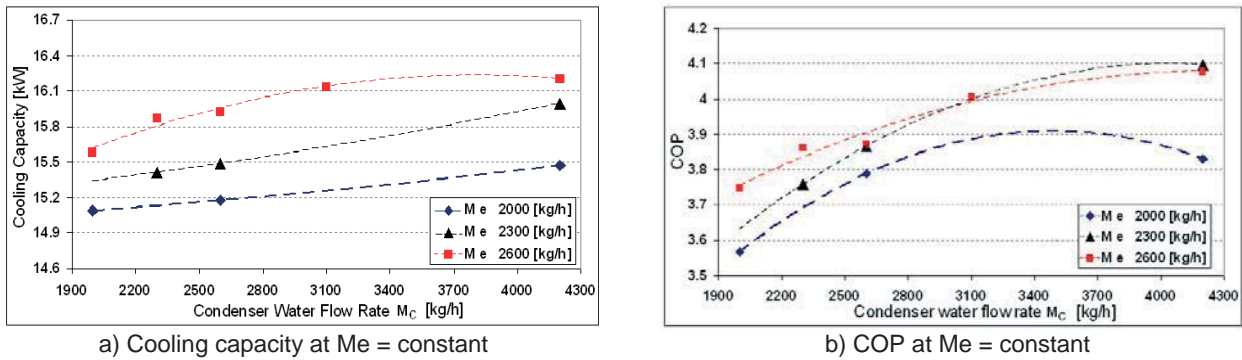 16.7
16.4
16.1
15.8
15.5
15.2
14.9
14.6
Cooling Capacity [kW]
M e 2000 [kg/h]
M e 2300 [kg/h]
M e 2600 [kg/h]
1900 2200 2500 2800 3100 3400 3700 4000 4300
Condenser Water Flow Rate Mc [kg/h]
a) Cooling capacity at Me = constant
4.2
4.1
4
3.9
3.8
3.7
3.6
3.5
COP
M e 2000 [kg/h]
M e 2300 [kg/h]
M e 2600 [kg/h]
1900 2200 2500 2800 3100 3400 3700 4000 4300
Condenser water flow rate Mc [kg/h]
b) COP at Me = constant